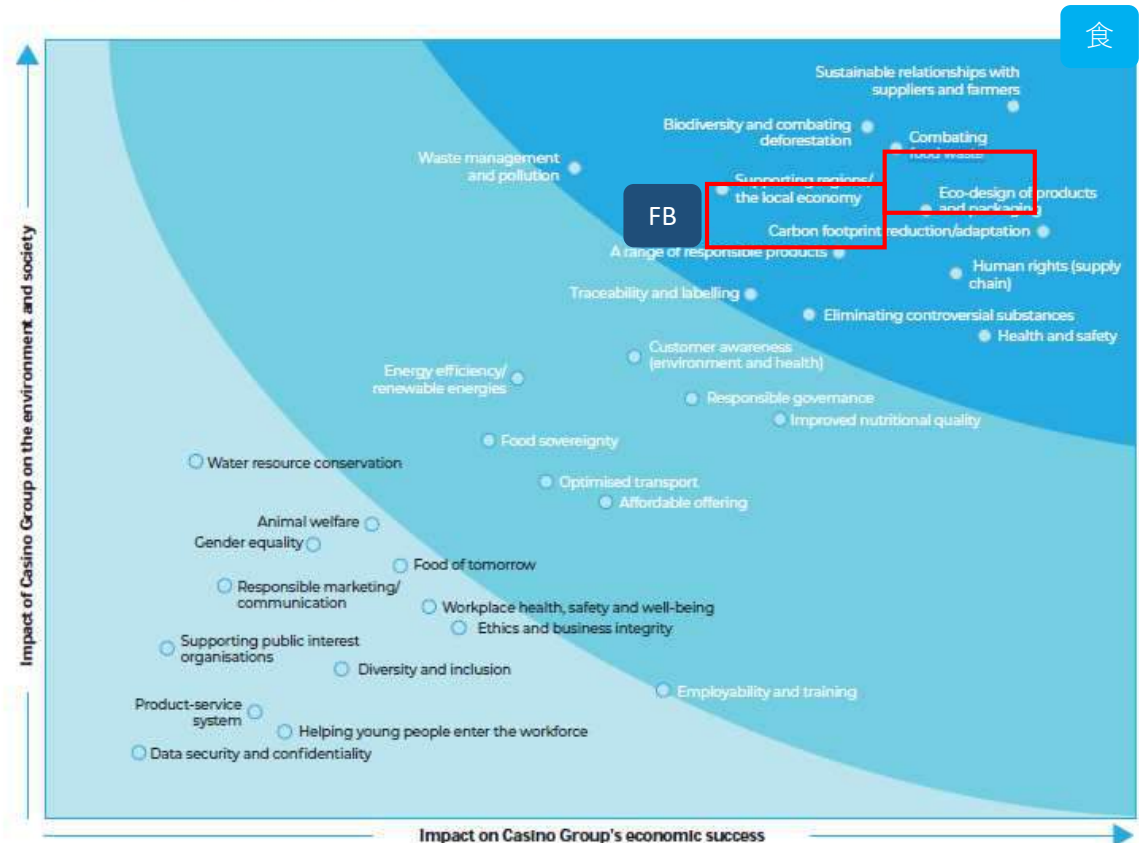 食
Sustainable relationships with
suppliers and farmers
Biodiversity and combating
deforestation
Combating
food waste
Waste management
and pollution
Supporting regions/
the local economy
Eco-design of products
and packaging
FB
Carbon footprint reduction/adaptation
A range of responsible products
Human rights (supply
chain)
Traceability and labelling
Eliminating controversial substances
Health and safety
Customer awareness
(environment and health)
Energy efficiency/
renewable energies
Responsible governance
Improved nutritional quality
Food sovereignty
Water resource conservation
Optimised transport
Affordable offering
Animal welfare
Gender equality
Food of tomorrow
Responsible marketing/
communication
Workplace health, safety and well-being
Ethics and business integrity
Supporting public interest
organisations
Diversity and inclusion
Employability and training
Product-service
system
Helping young people enter the workforce
Data security and confidentiality
Impact of Casino Group on the environment and society
Impact on Casino Group's economic success